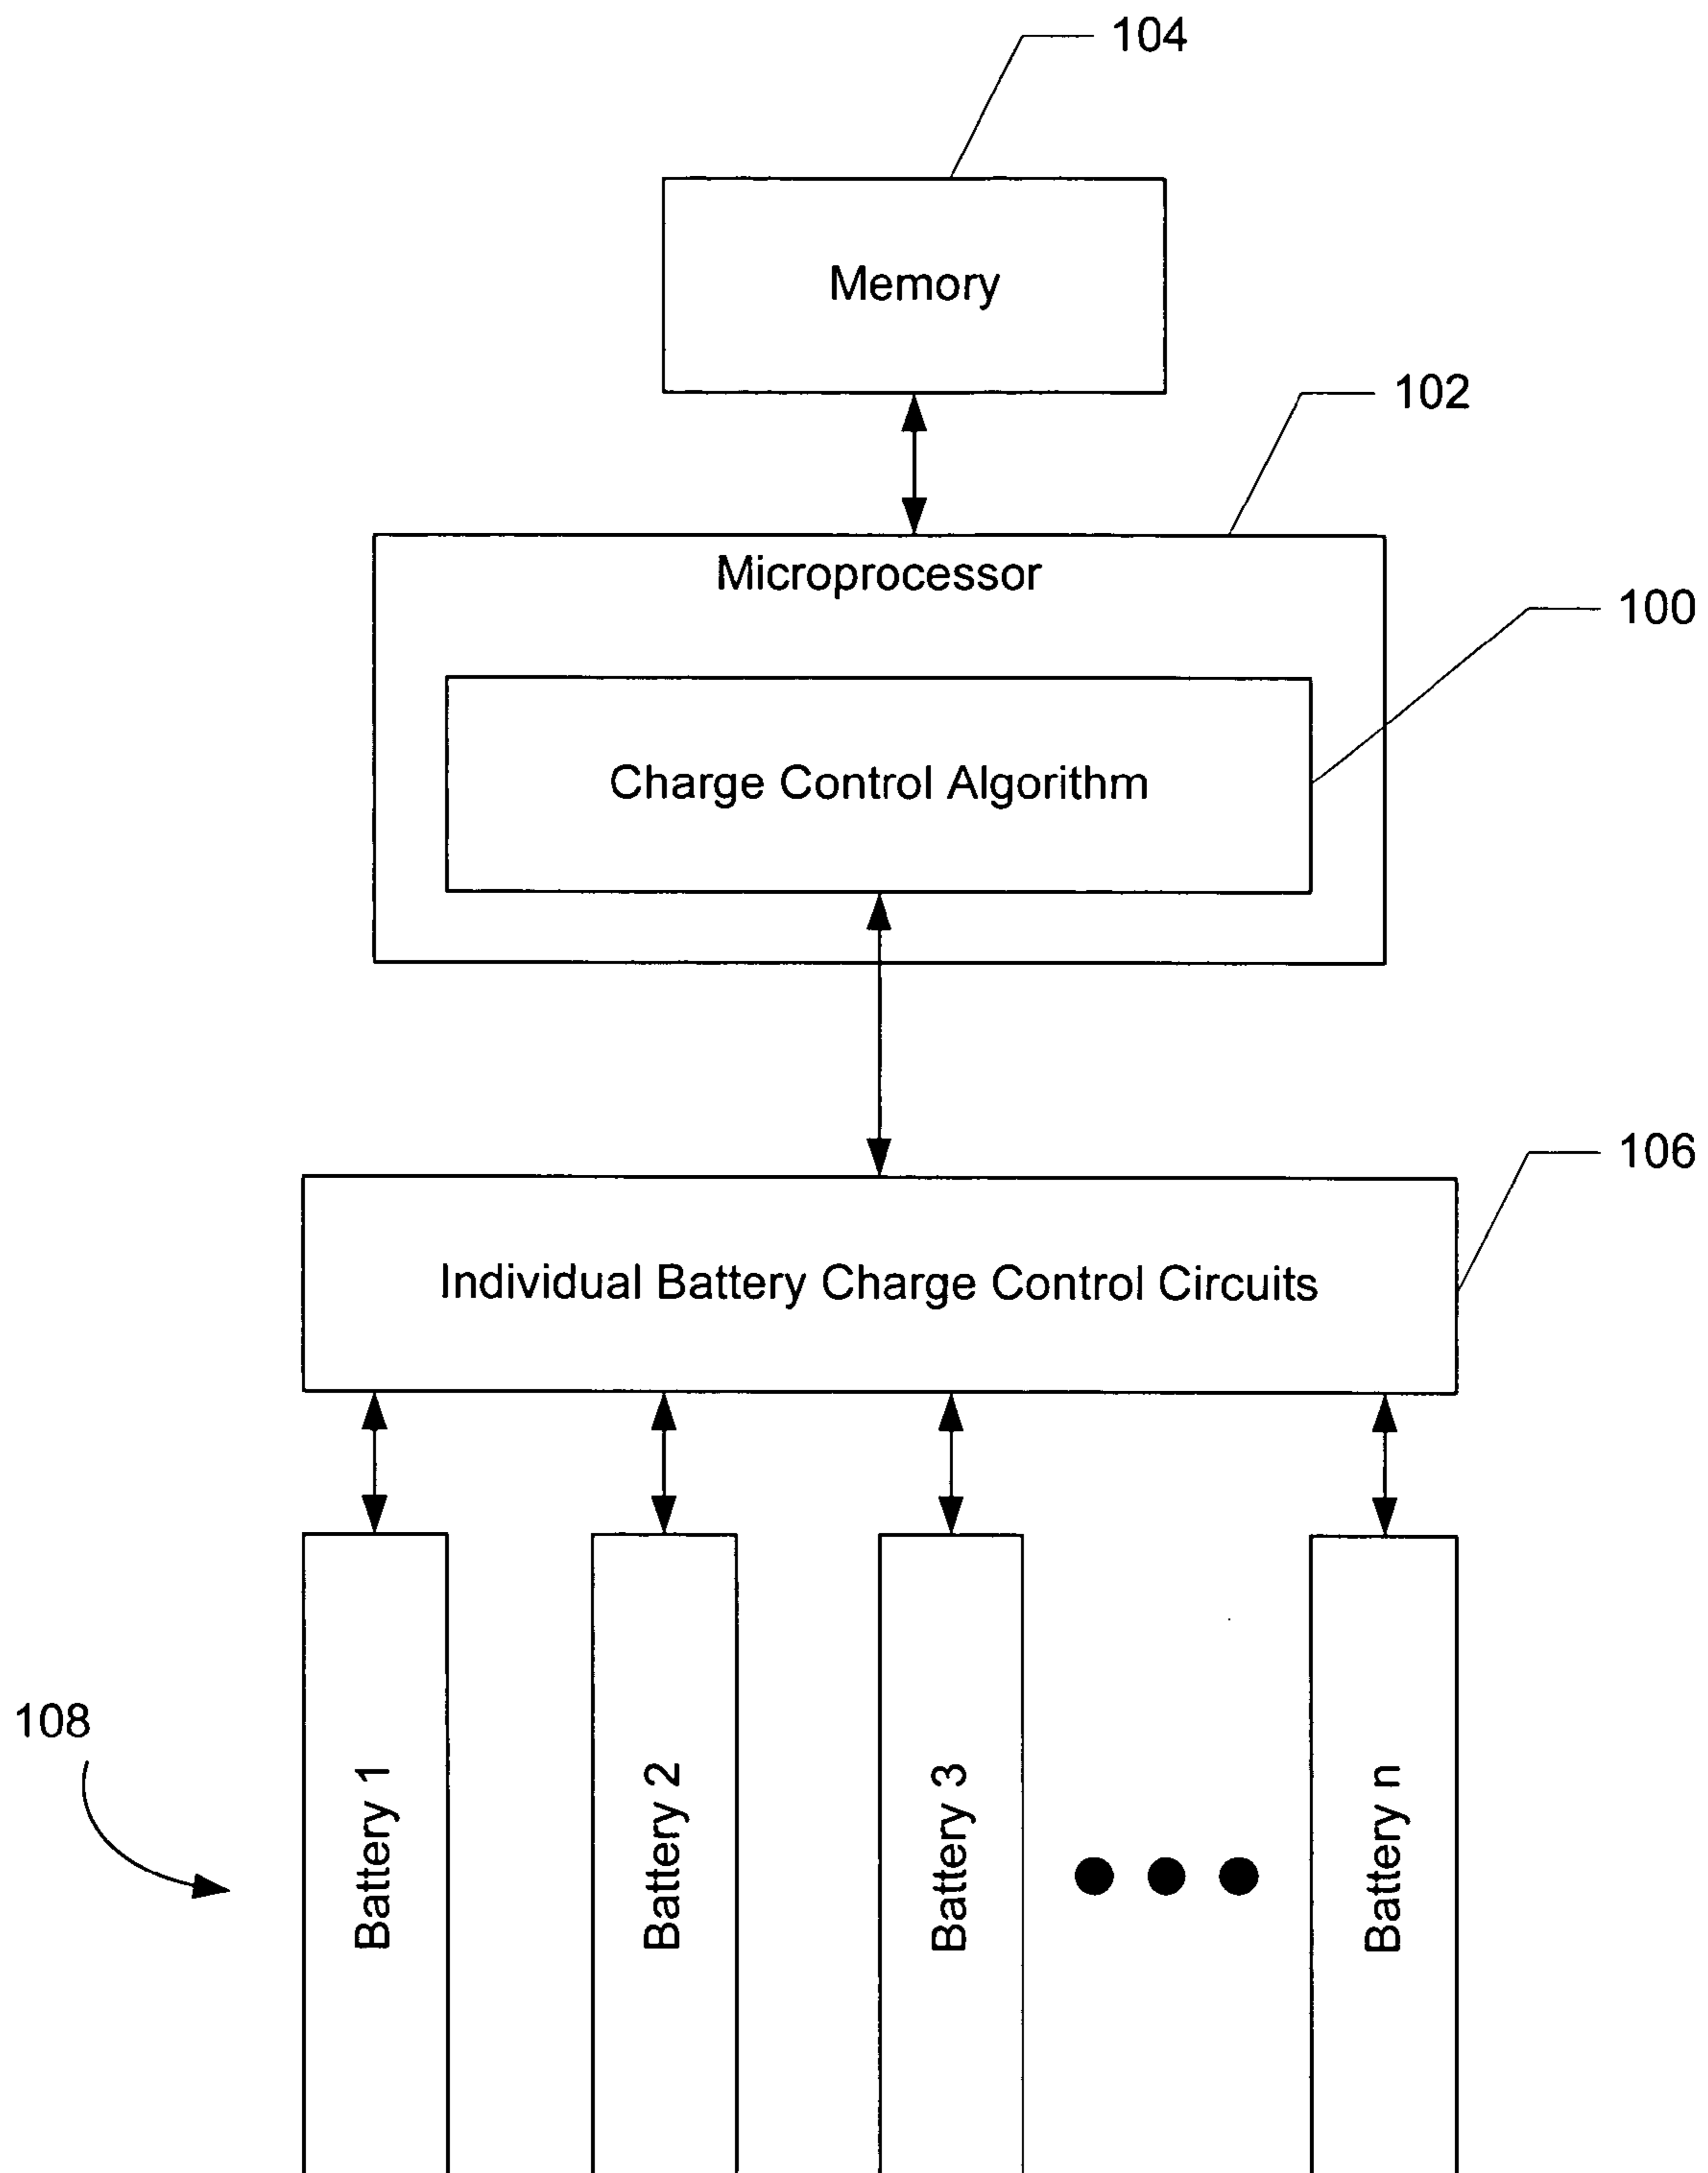 104
Memory
102
Microprocessor
100
Charge Control Algorithm
106
Individual Battery Charge Control Circuits
108
Battery 1
Battery 2
Battery 3
Battery n